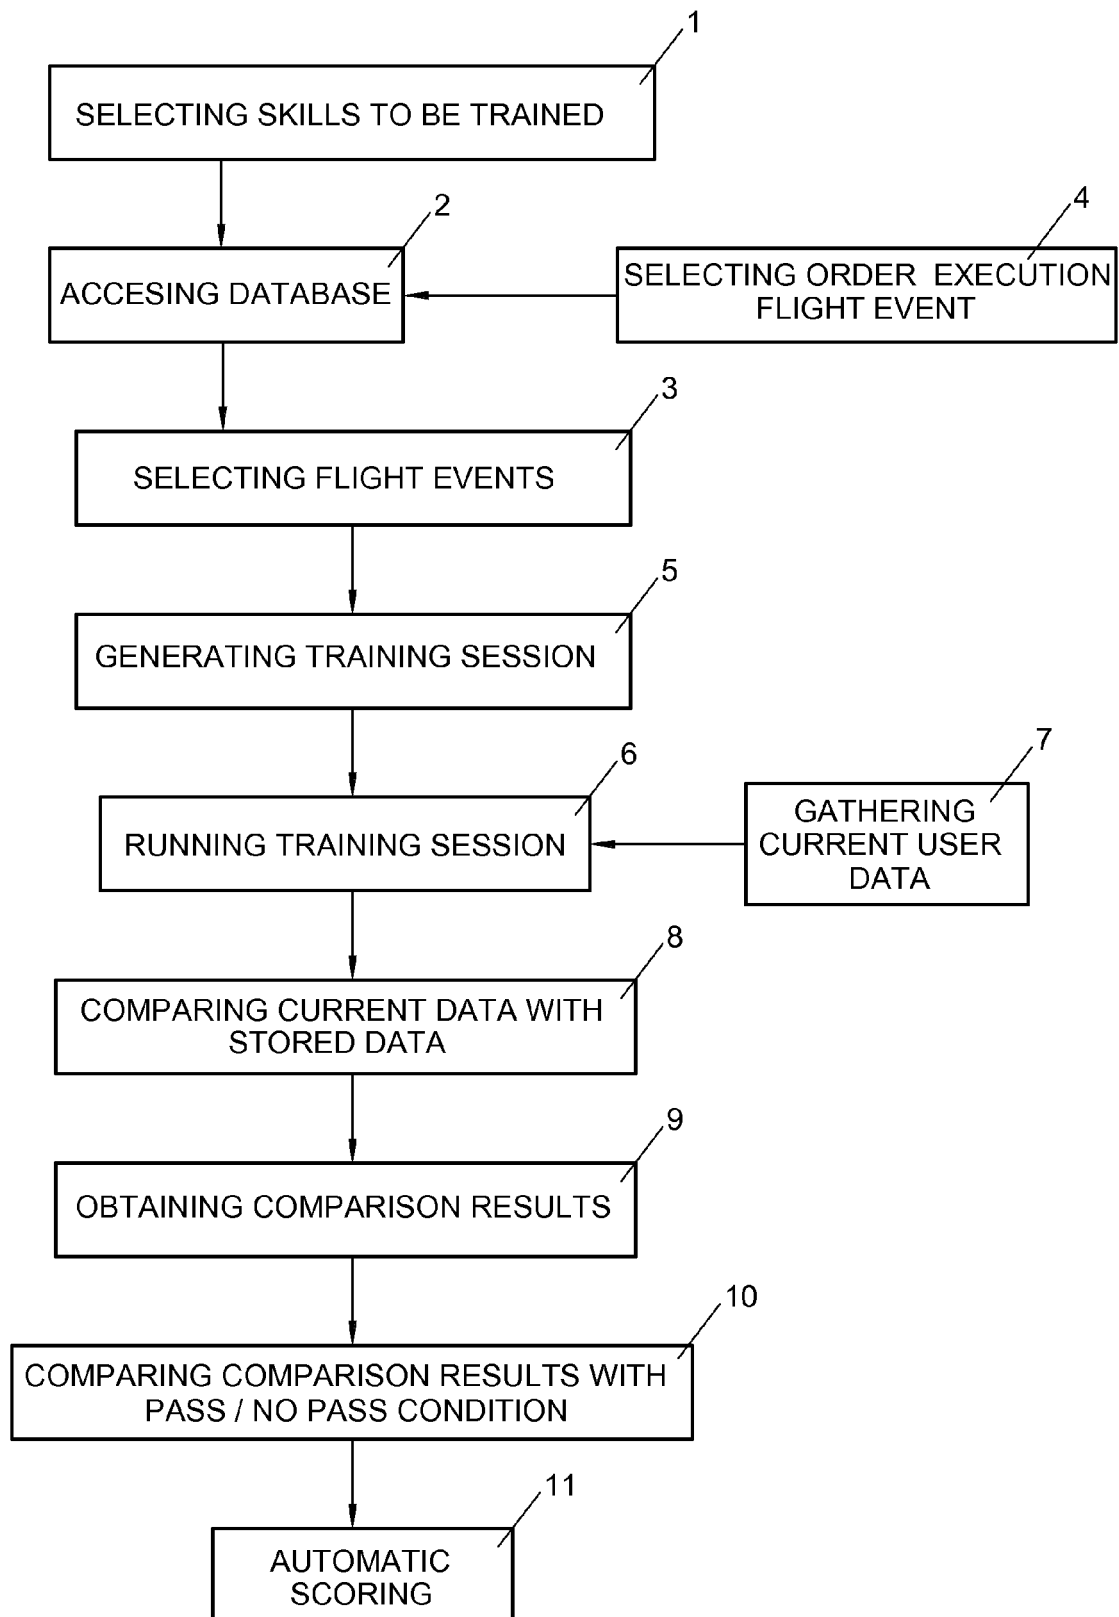 1
SELECTING SKILLS TO BE TRAINED
2
ACCESING DATABASE
4
SELECTING ORDER EXECUTION
FLIGHT EVENT
3
SELECTING FLIGHT EVENTS
5
GENERATING TRAINING SESSION
6
RUNNING TRAINING SESSION
7
GATHERING
CURRENT USER
DATA
8
COMPARING CURRENT DATA WITH
STORED DATA
9
OBTAINING COMPARISON RESULTS
10
COMPARING COMPARISON RESULTS WITH
PASS / NO PASS CONDITION
11
AUTOMATIC
SCORING